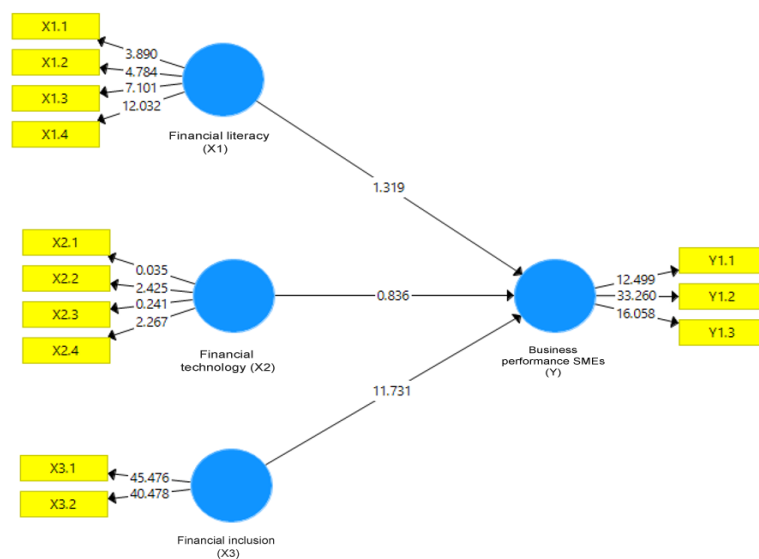 X1.1
X1.2
X1.3
X1.4
3.890
4.784
7.101
12.032
Financial literacy
(X1)
1.319
X2.1
X2.2
X2.3
X2.4
0.035
2.425
0.241
2.267
Financial
technology (X2)
0.836
Y1.1
Y1.2
Y1.3
12.499
33.260
16.058
Business
performance SMEs
(Y)
11.731
X3.1
X3.2
45.476
40.478
Financial inclusion
(X3)